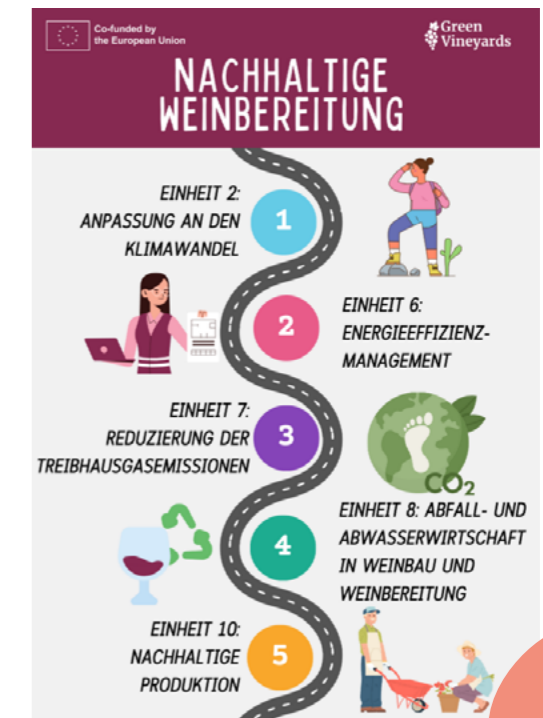 Co-funded by
the European Union
Green
Vineyards
NACHHALTIGE
WEINBEREITUNG
EINHEIT 2:
ANPASSUNG AN DEN
KLIMAWANDEL
1
2
EINHEIT 6:
ENERGIEEFFIZIENZ-
MANAGEMENT
EINHEIT 7:
REDUZIERUNG DER
TREIBHAUSGASEMISSIONEN
3
CO2
4
EINHEIT 8: ABFALL- UND
ABWASSERWIRTSCHAFT
IN WEINBAU UND
WEINBEREITUNG
EINHEIT 10:
NACHHALTIGE
PRODUKTION
5